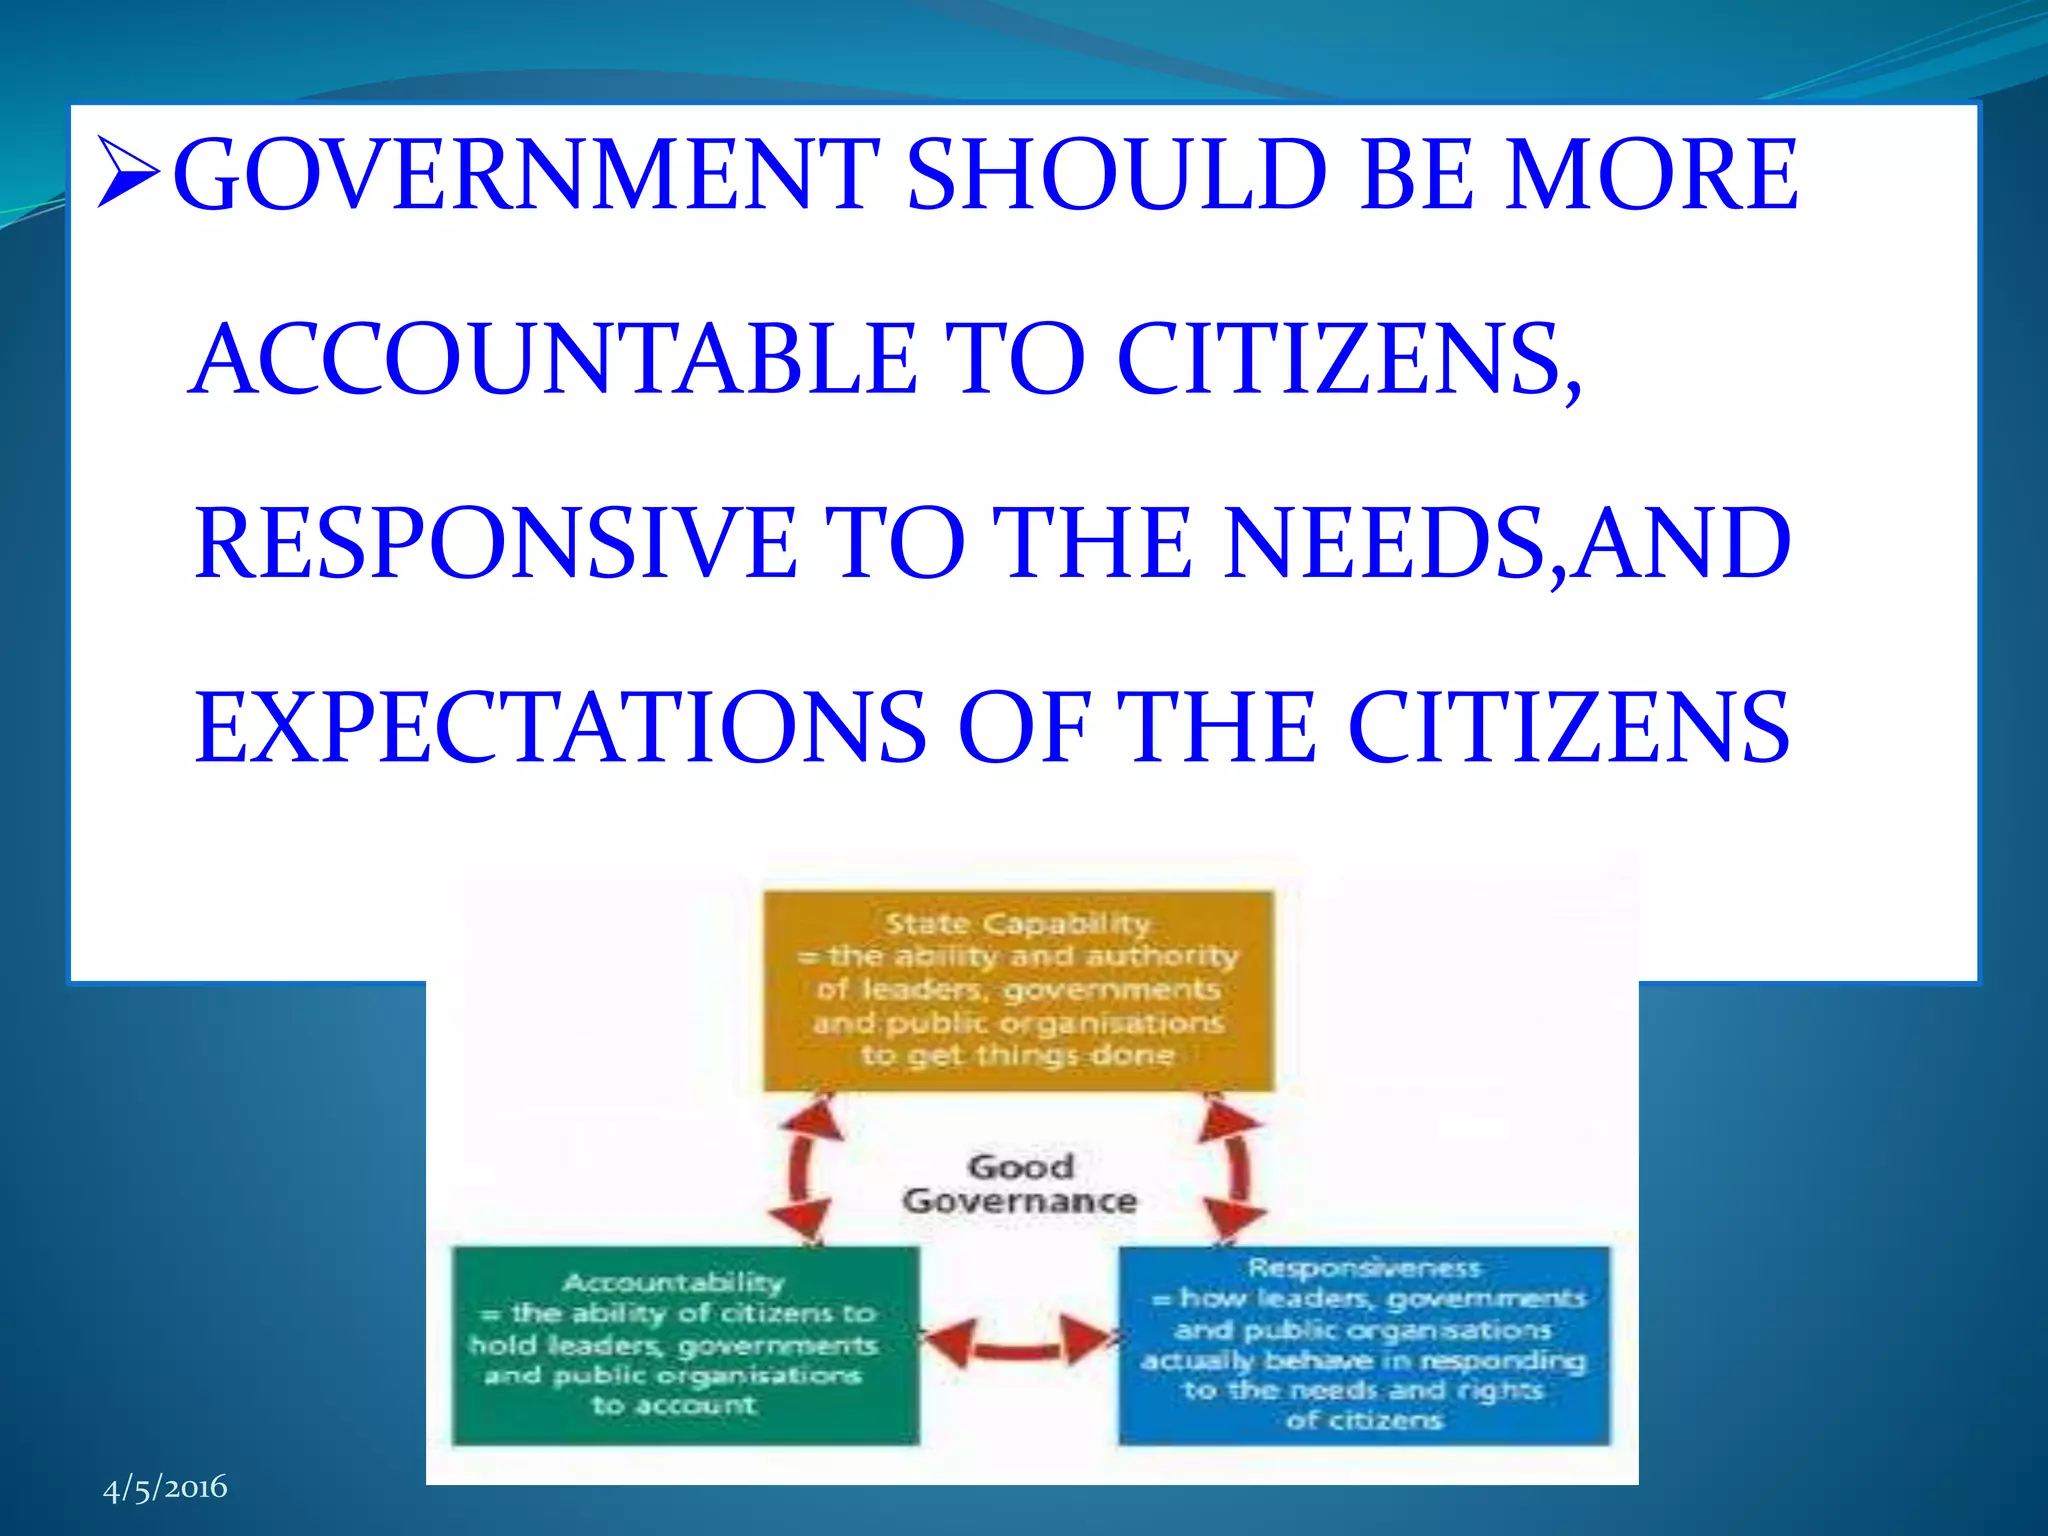 GOVERNMENT SHOULD BE MORE
ACCOUNTABLE TO CITIZENS,
RESPONSIVE TO THE NEEDS,AND
EXPECTATIONS OF THE CITIZENS
State Capability
= the ability and authority
of leaders, governments
and public organisations
to get things done
Good
Governance
Accountability
= the ability of citizens to
hold leaders, governments
and public organisations
to account
Responsiveness
= how leaders, governments
and public organisations
actually behave in responding
to the needs and rights
of citizens
4/5/2016